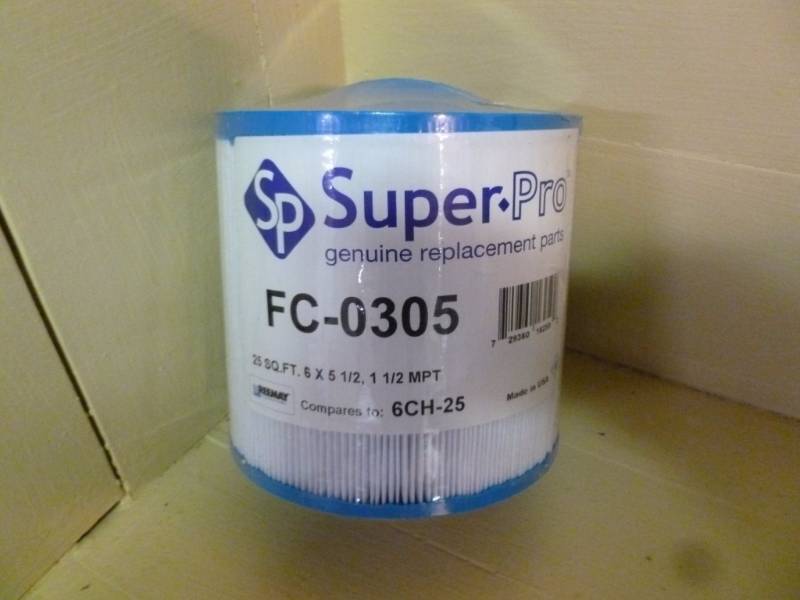 SP Super·Pro
genuine replacement parts
FC-0305
25 SQ.FT. 6 X 5 1/2, 1 1/2 MPT
REEMAY
Compares to: 6CH-25
Made in USA